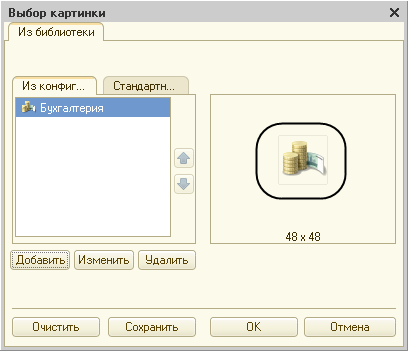 Выбор картинки
Из библиотеки
Из конфиг...
Стандартн...
Бухгалтерия
48 x 48
Добавить
Изменить
Удалить
Очистить
Сохранить
OK
Отмена